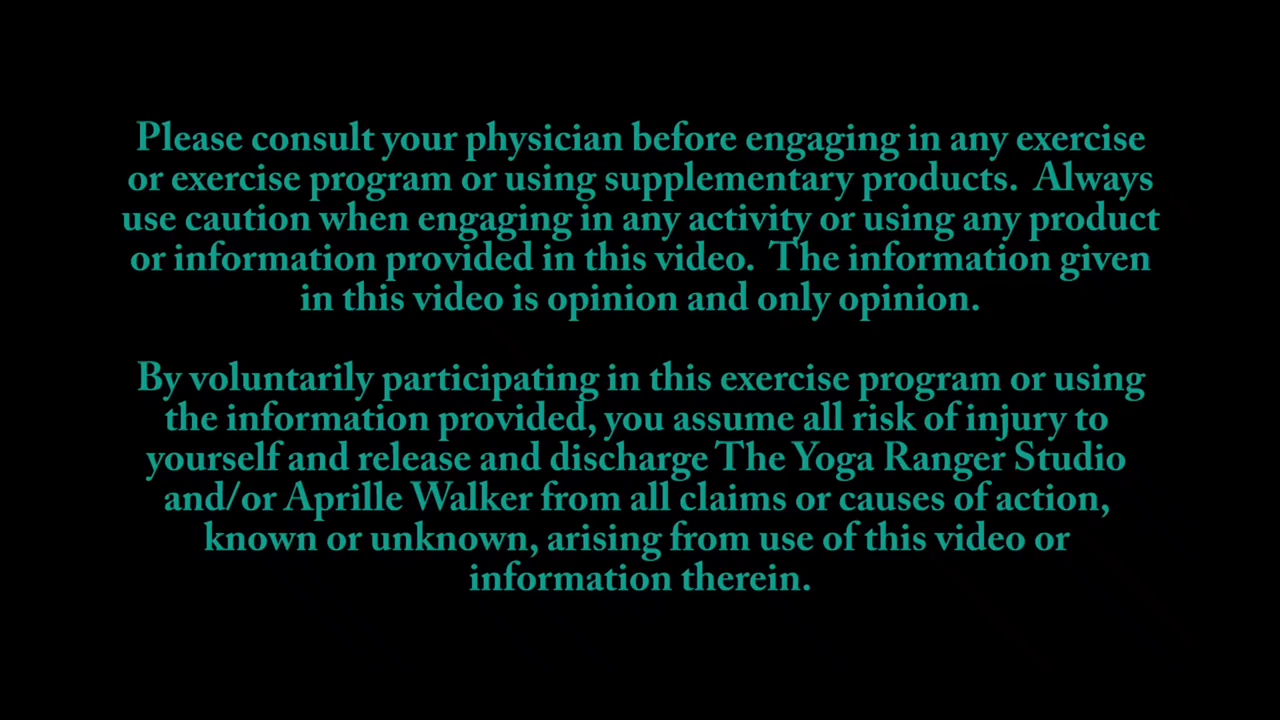 Please consult your physician before engaging in any exercise
or exercise program or using supplementary products.  Always
use caution when engaging in any activity or using any product
or information provided in this video.  The information given
in this video is opinion and only opinion.
By voluntarily participating in this exercise program or using
the information provided, you assume all risk of injury to
yourself and release and discharge The Yoga Ranger Studio
and/or Aprille Walker from all claims or causes of action,
known or unknown, arising from use of this video or
information therein.